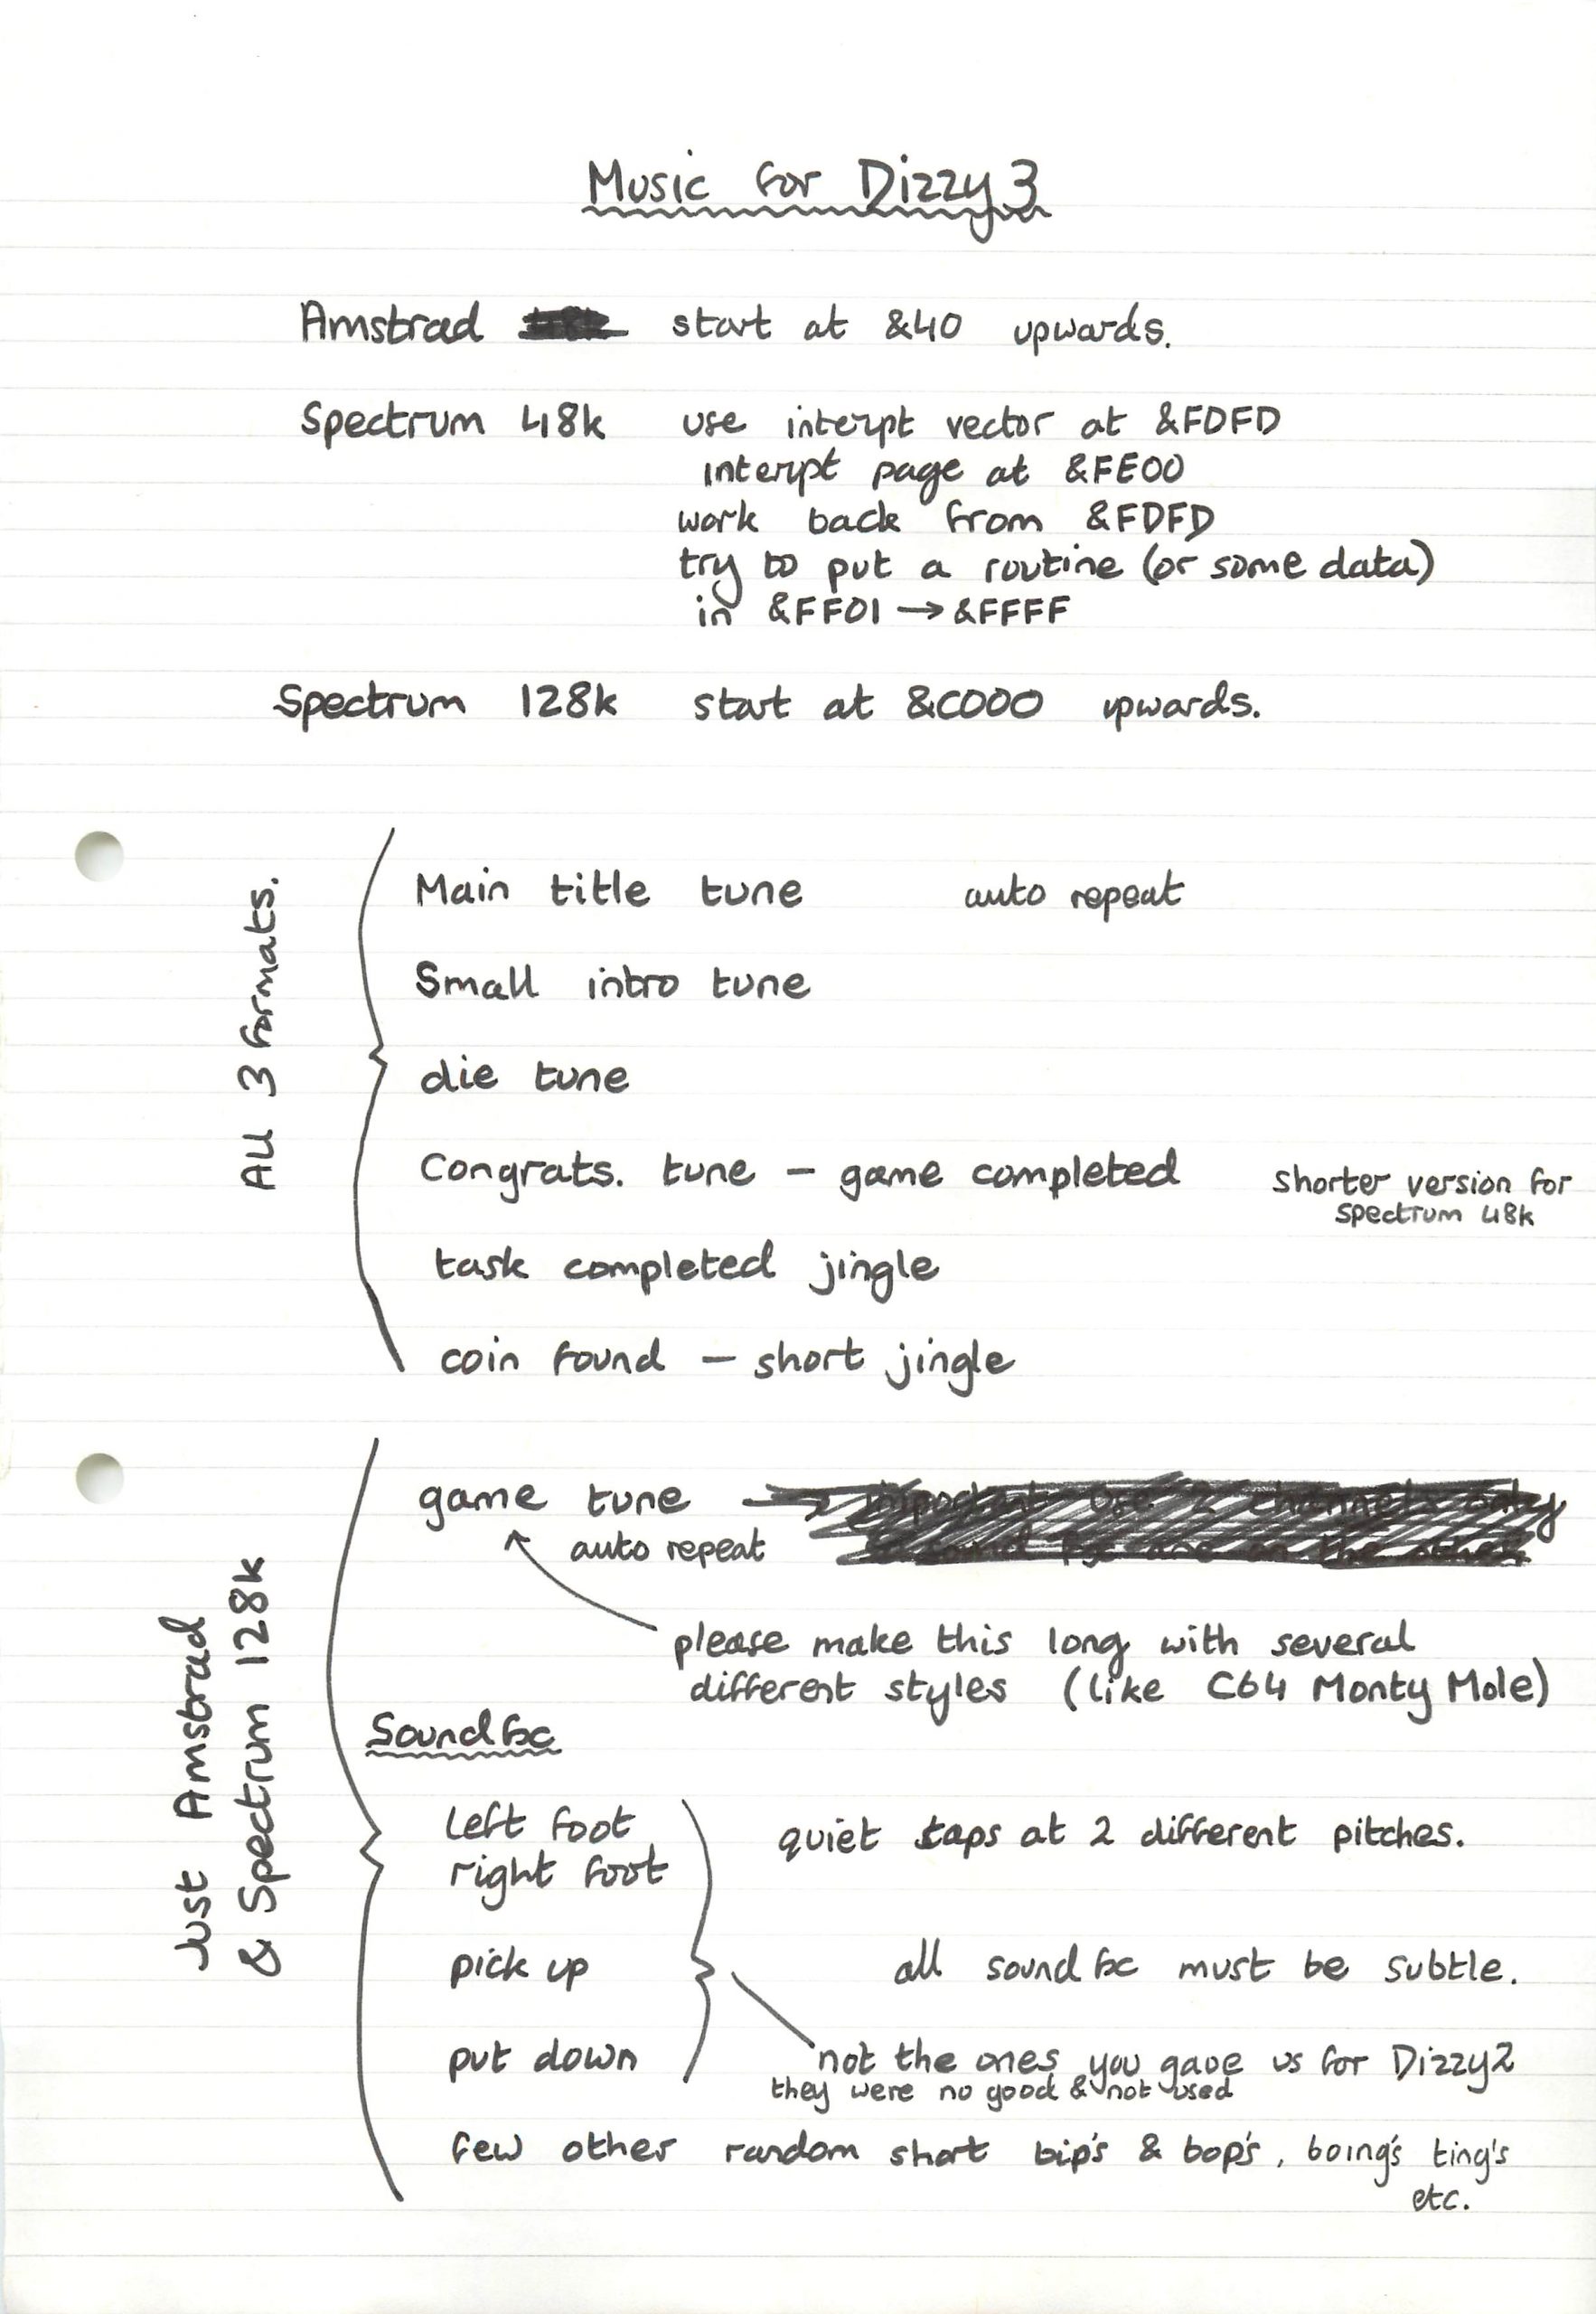 Music for Dizzy 3
Amstrad start at &40 upwards.
Spectrum 48k use interupt vector at &FDFD
interupt page at &FE00
work back from &FDFD
try to put a routine (or some data)
in &FF01 → &FFFF
Spectrum 128k start at &C000 upwards.
All 3 formats.
Main title tune auto repeat
Small intro tune
die tune
Congrats. tune – game completed shorter version for
spectrum 48k
task completed jingle
coin found – short jingle
Just Amstrad
& Spectrum 128k
game tune → important use 2 channels only
auto repeat
please make this long with several
different styles (like C64 Monty Mole)
Sound fx
left foot quiet taps at 2 different pitches.
right foot
pick up all sound fx must be subtle.
put down not the ones you gave us for Dizzy2
they were no good & not used
few other random short bip's & bop's, boing's ting's
etc.